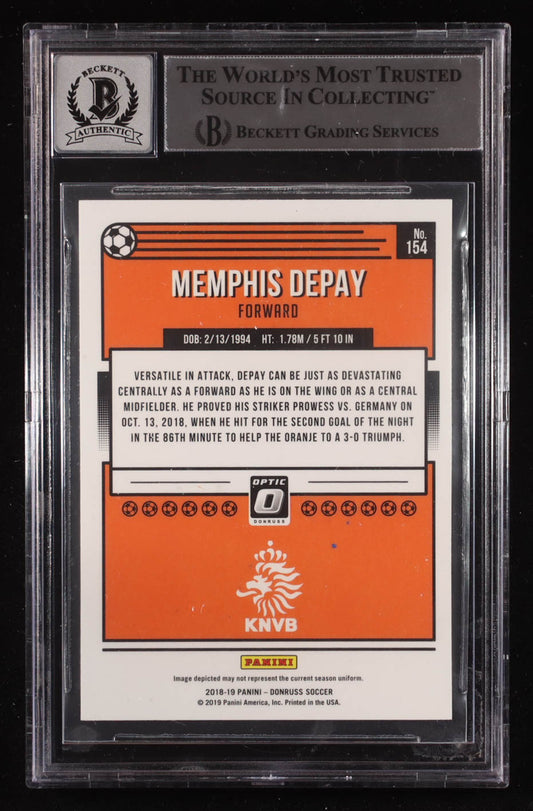 BECKETT
B
AUTHENTIC
THE WORLD'S MOST TRUSTED
SOURCE IN COLLECTING™
B BECKETT GRADING SERVICES
No.
154
MEMPHIS DEPAY
FORWARD
DOB: 2/13/1994 HT: 1.78M / 5 FT 10 IN
VERSATILE IN ATTACK, DEPAY CAN BE JUST AS DEVASTATING
CENTRALLY AS A FORWARD AS HE IS ON THE WING OR AS A CENTRAL
MIDFIELDER. HE PROVED HIS STRIKER PROWESS VS. GERMANY ON
OCT. 13, 2018, WHEN HE HIT FOR THE SECOND GOAL OF THE NIGHT
IN THE 86TH MINUTE TO HELP THE ORANJE TO A 3-0 TRIUMPH.
OPTIC
DONRUSS
KNVB
PANINI
Image depicted may not represent the current season uniform.
2018-19 PANINI – DONRUSS SOCCER
© 2019 Panini America, Inc. Printed in the USA.